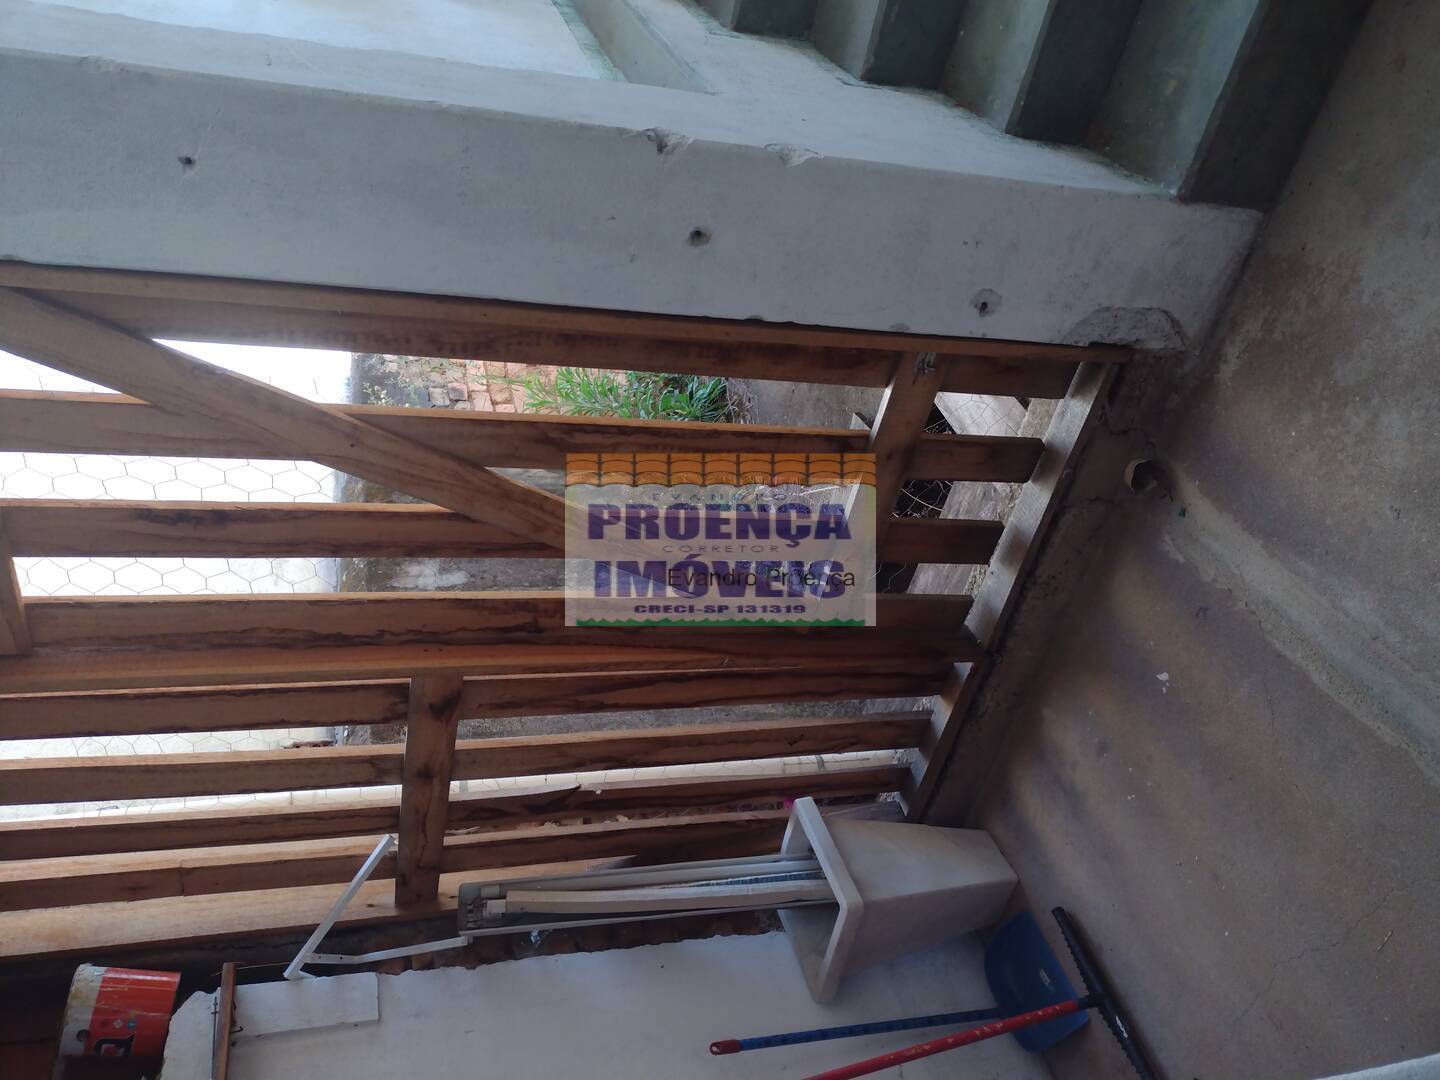 EVANDRO
PROENÇA
CORRETOR
IMÓVEIS
Evandro Proença
CRECI-SP 131319